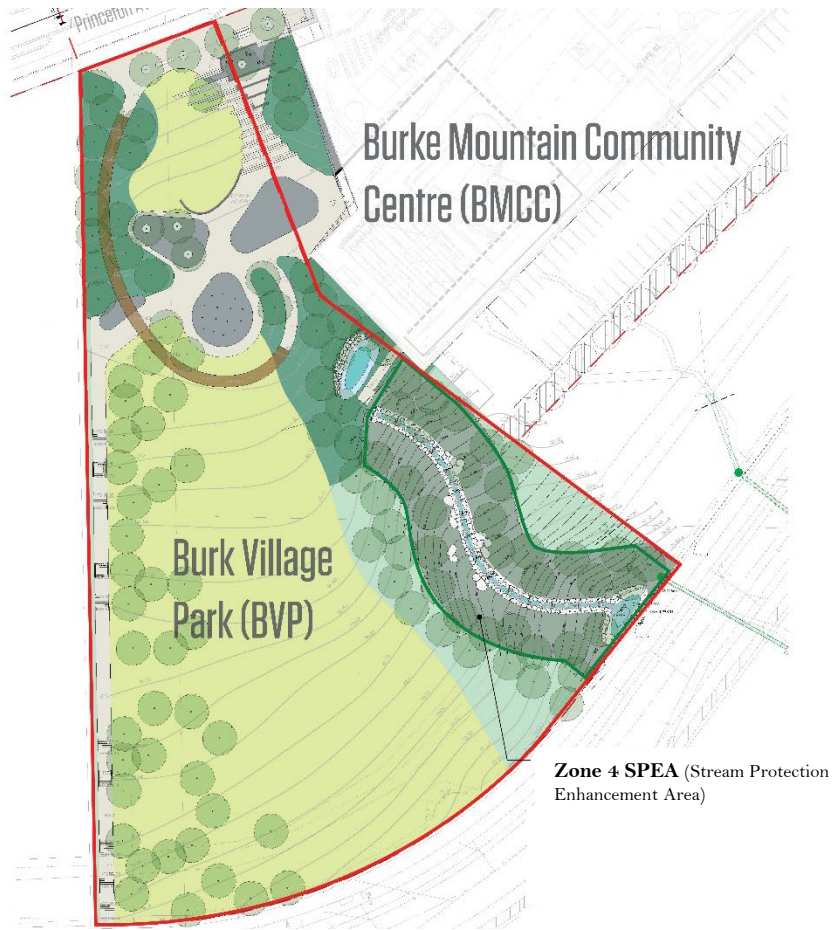 Princeton A
Burke Mountain Community
Centre (BMCC)
Burk Village
Park (BVP)
Zone 4 SPEA (Stream Protection
Enhancement Area)